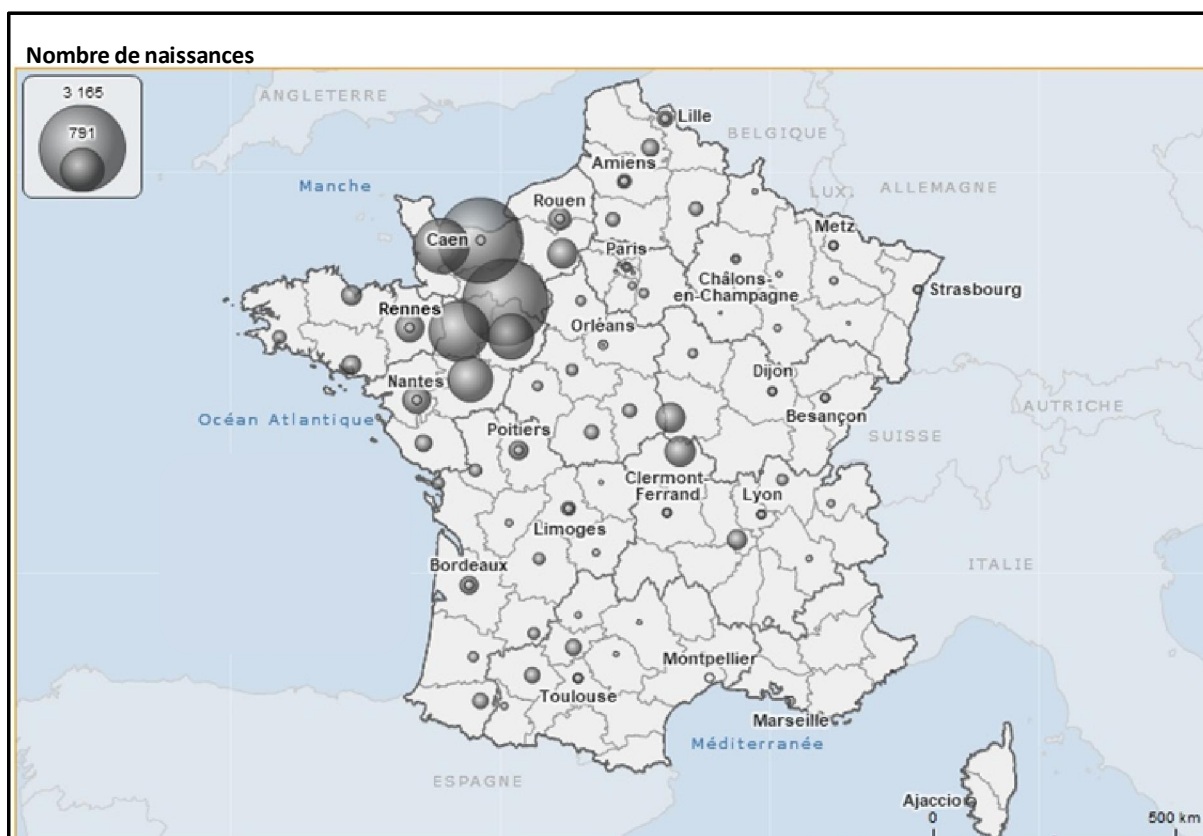 Nombre de naissances
3 165
791
ANGLETERRE
Lille
BELGIQUE
Amiens
Manche
LUX.
ALLEMAGNE
Rouen
Metz
Caen
Paris
Châlons-
en-Champagne
Strasbourg
Rennes
Orléans
Nantes
Dijon
Besançon
AUTRICHE
Océan Atlantique
Poitiers
SUISSE
Clermont-
Ferrand
Lyon
Limoges
ITALIE
Bordeaux
Montpellier
Toulouse
Marseille
Méditerranée
ESPAGNE
Ajaccio
0
500 km